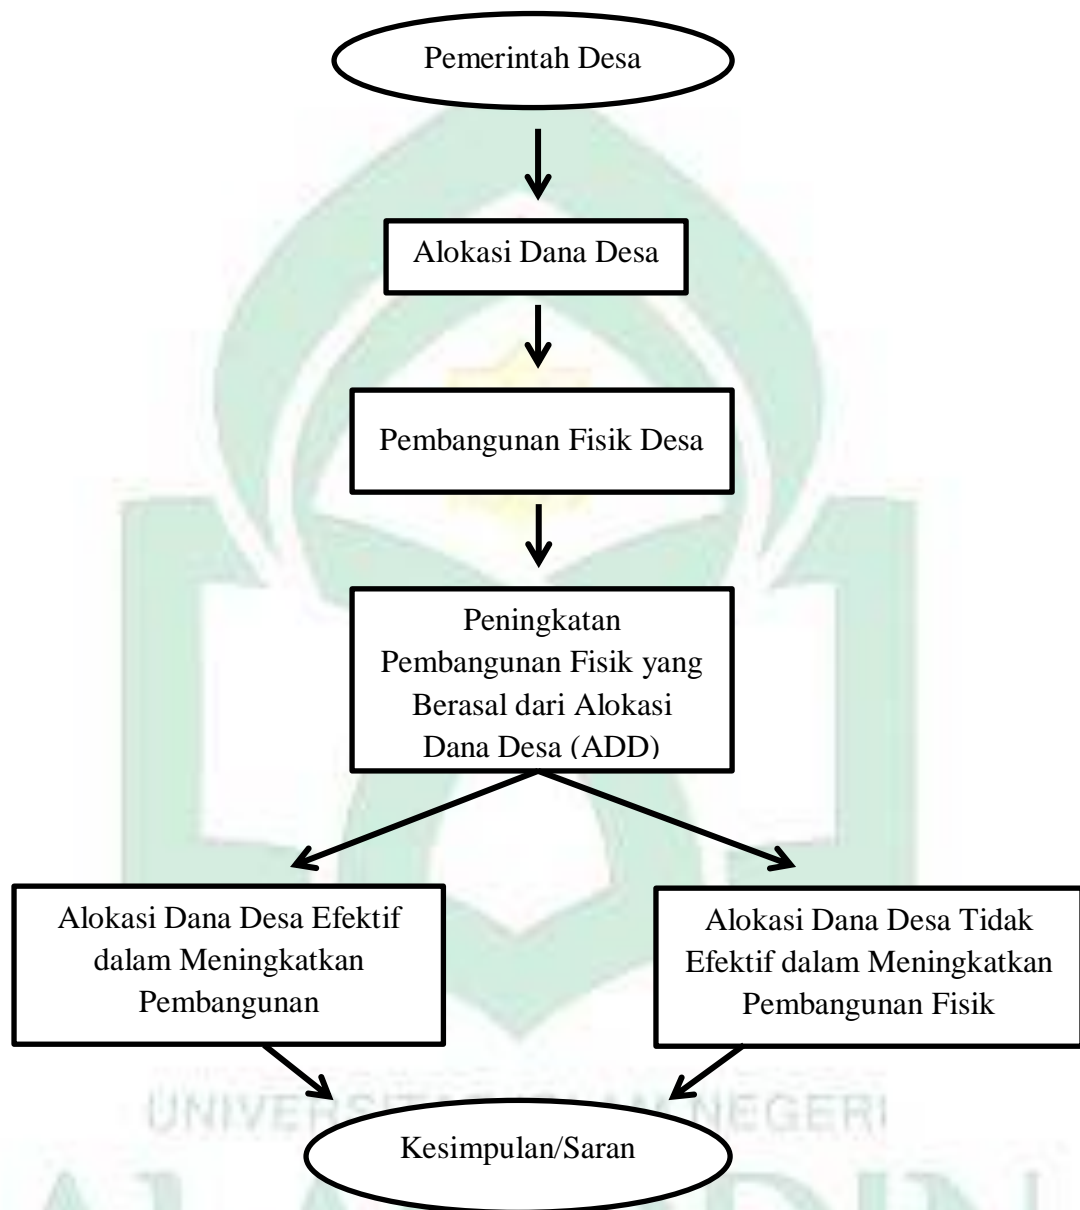 Pemerintah Desa
Alokasi Dana Desa
Pembangunan Fisik Desa
Peningkatan
Pembangunan Fisik yang
Berasal dari Alokasi
Dana Desa (ADD)
Alokasi Dana Desa Efektif
dalam Meningkatkan
Pembangunan
Alokasi Dana Desa Tidak
Efektif dalam Meningkatkan
Pembangunan Fisik
UNIVERSITAS ISLAM NEGERI
Kesimpulan/Saran